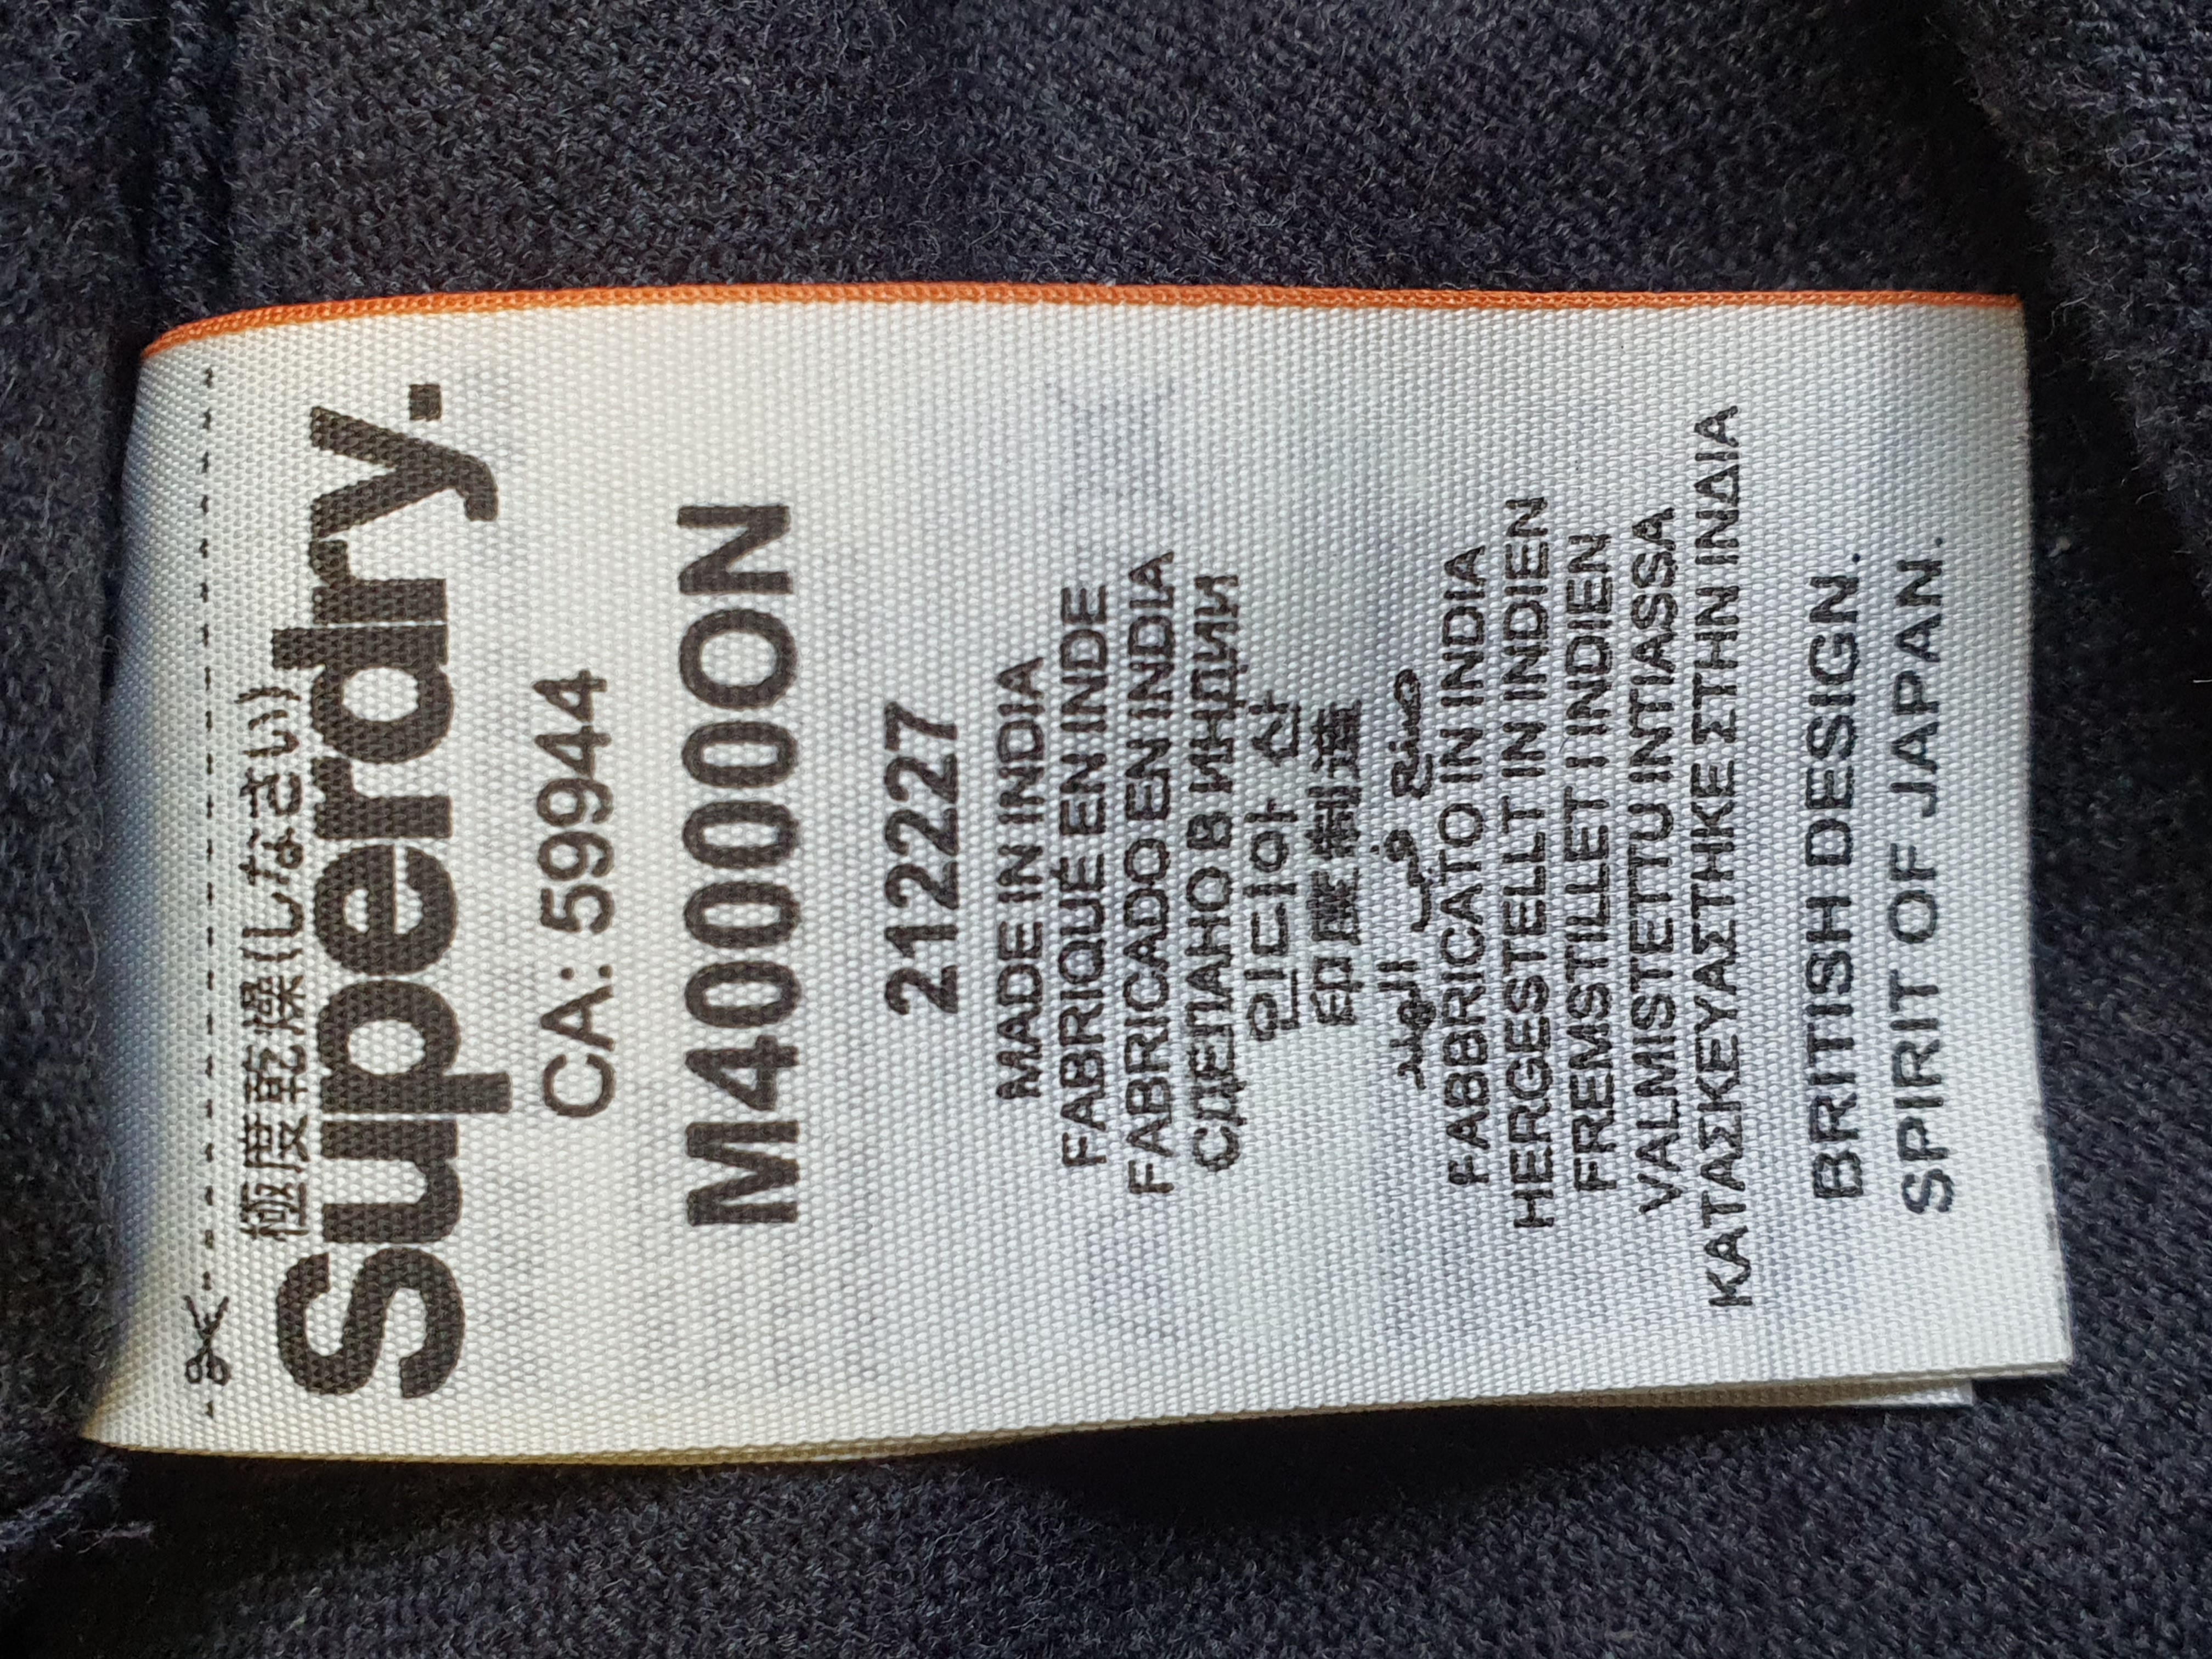 極度乾燥(しなさい)
Superdry.
CA: 59944
M40000ON
212227
MADE IN INDIA
FABRIQUÉ EN INDE
FABRICADO EN INDIA
СДЕЛАНО В ИНДИИ
인디아 산
印度制造
صنع في الهند
FABBRICATO IN INDIA
HERGESTELLT IN INDIEN
FREMSTILLET I INDIEN
VALMISTETTU INTIASSA
ΚΑΤΑΣΚΕΥΑΣΤΗΚΕ ΣΤΗΝ ΙΝΔΙΑ
BRITISH DESIGN.
SPIRIT OF JAPAN.